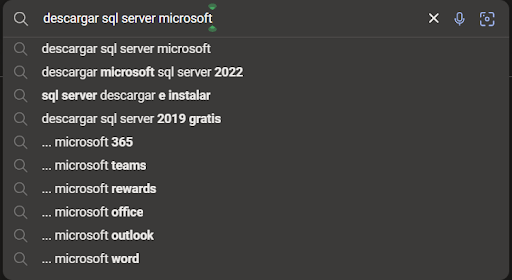 descargar sql server microsoft
descargar sql server microsoft
descargar microsoft sql server 2022
sql server descargar e instalar
descargar sql server 2019 gratis
... microsoft 365
... microsoft teams
... microsoft rewards
... microsoft office
... microsoft outlook
... microsoft word